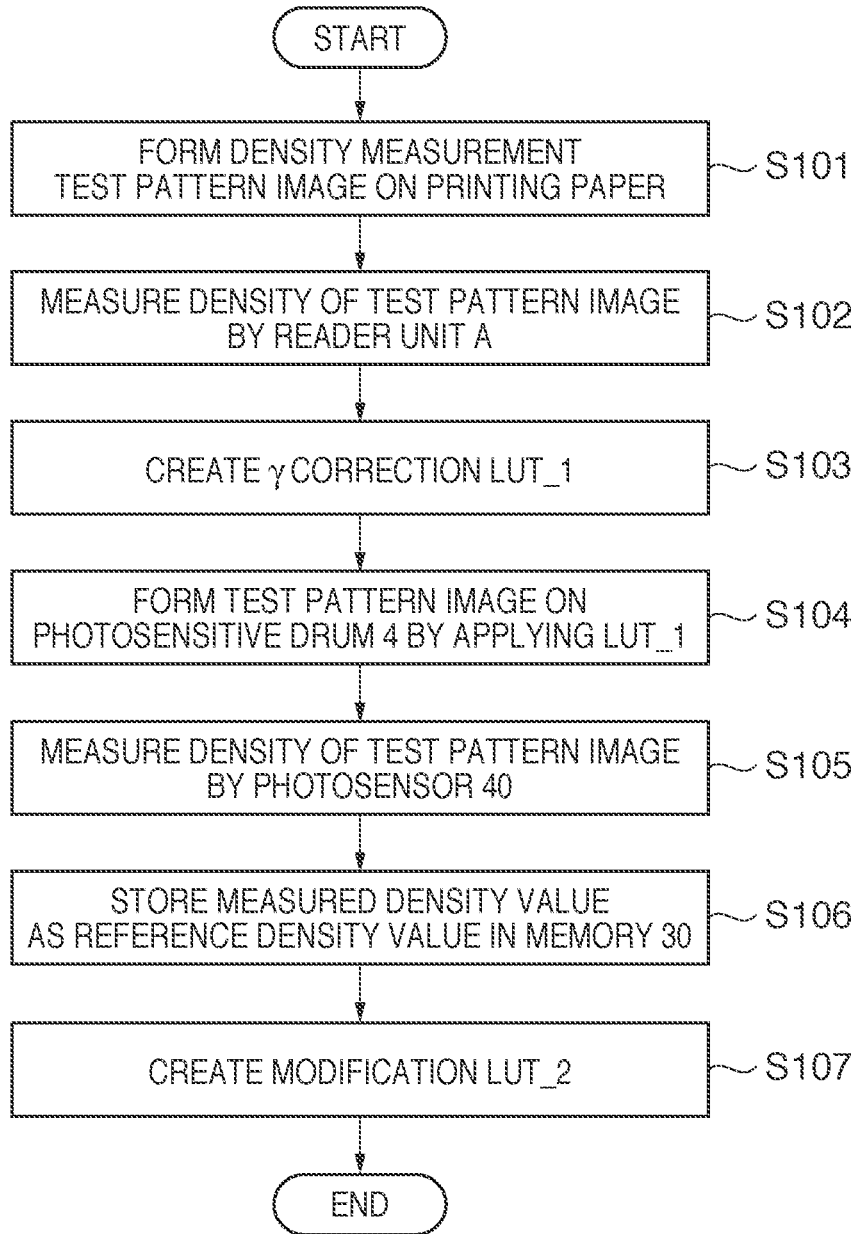 START
FORM DENSITY MEASUREMENT
TEST PATTERN IMAGE ON PRINTING PAPER
S101
MEASURE DENSITY OF TEST PATTERN IMAGE
BY READER UNIT A
S102
CREATE γ CORRECTION LUT_1
S103
FORM TEST PATTERN IMAGE ON
PHOTOSENSITIVE DRUM 4 BY APPLYING LUT_1
S104
MEASURE DENSITY OF TEST PATTERN IMAGE
BY PHOTOSENSOR 40
S105
STORE MEASURED DENSITY VALUE
AS REFERENCE DENSITY VALUE IN MEMORY 30
S106
CREATE MODIFICATION LUT_2
S107
END